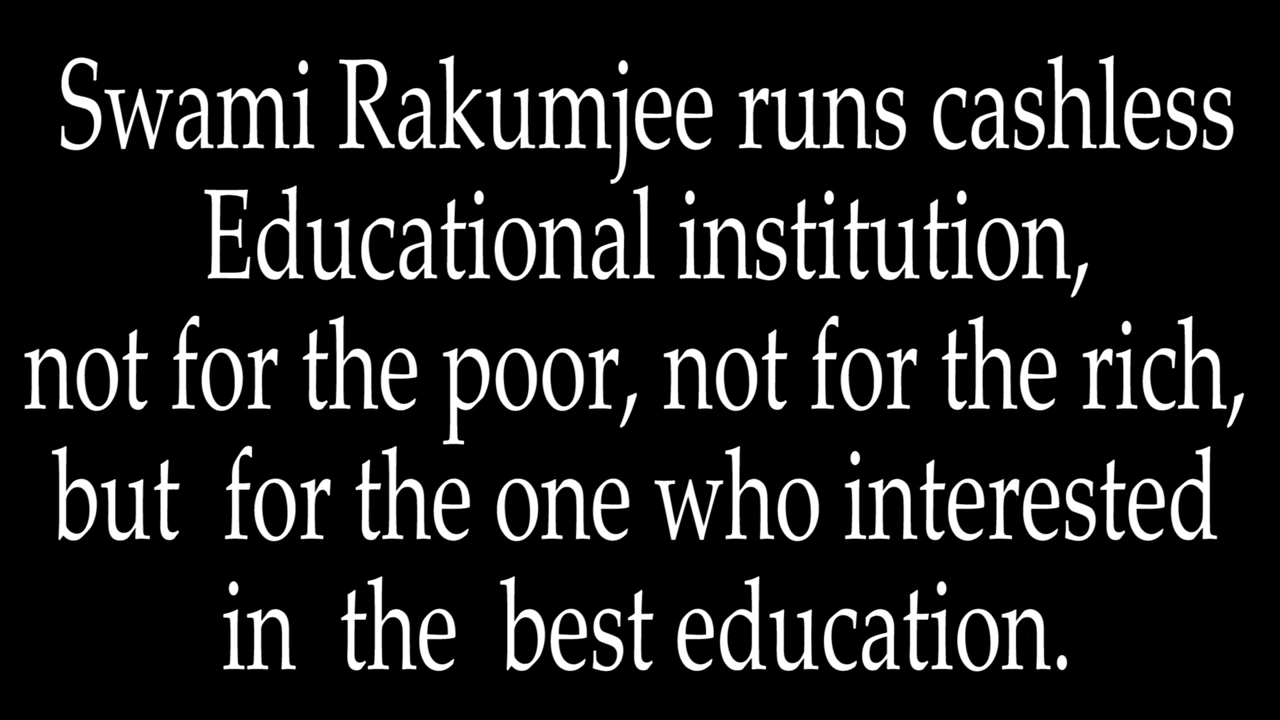 Swami Rakumjee runs cashless
Educational institution,
not for the poor, not for the rich,
but for the one who interested
in the best education.